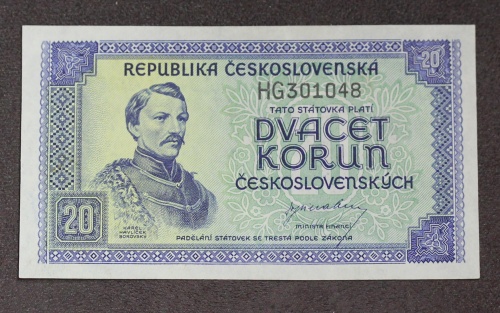 20
REPUBLIKA ČESKOSLOVENSKÁ
HG301048
TATO STÁTOVKA PLATÍ
DVACET
KORUN
ČESKOSLOVENSKÝCH
20
KAREL
HAVLÍČEK
BOROVSKÝ
MINISTR FINANCÍ
PADĚLÁNÍ STÁTOVEK SE TRESTÁ PODLE ZÁKONA